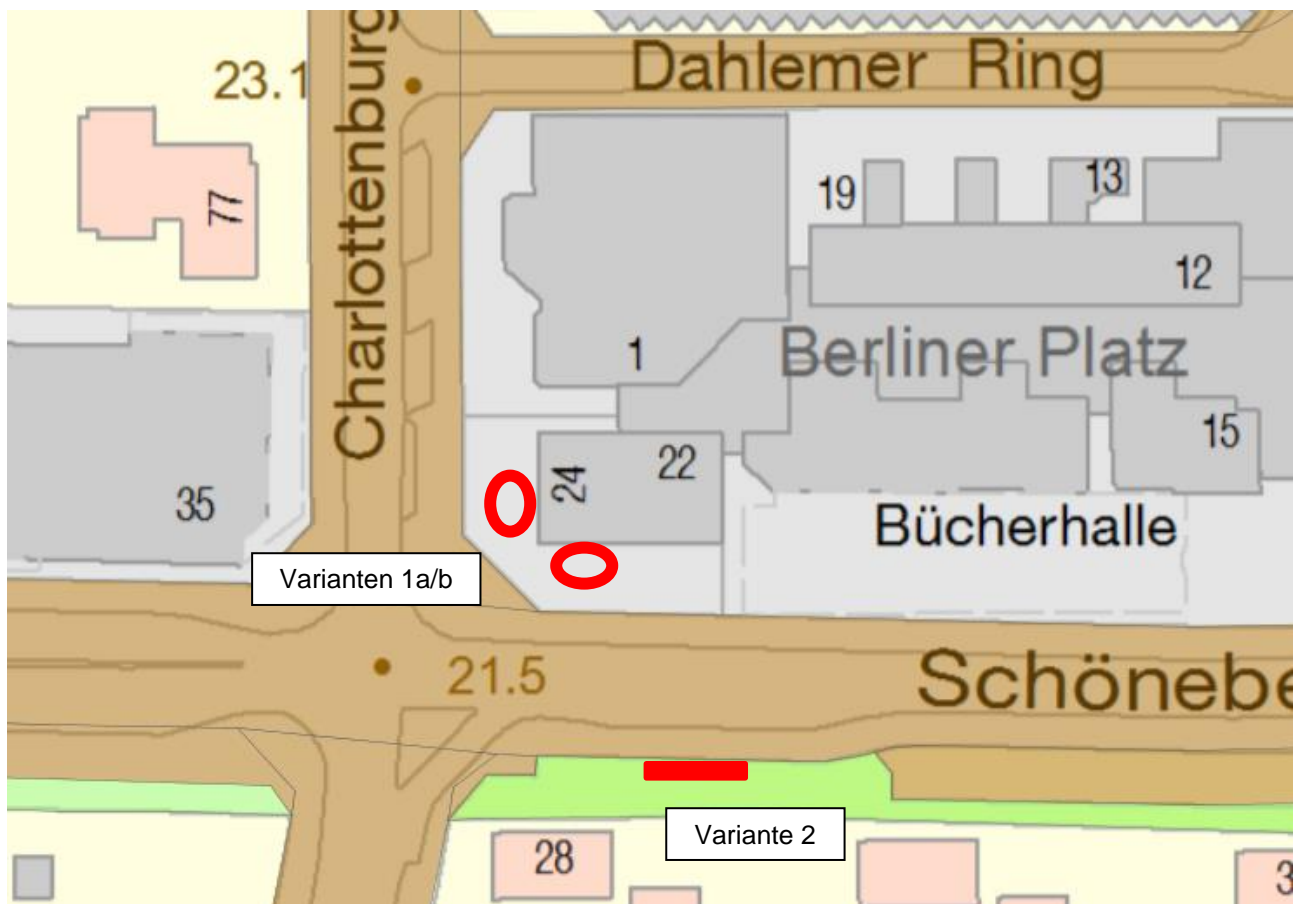 Dahlemer Ring
23.1
Charlottenburg
77
19
13
12
1
Berliner Platz
15
24
22
35
Bücherhalle
Varianten 1a/b
21.5
Schönebe
Variante 2
28
3